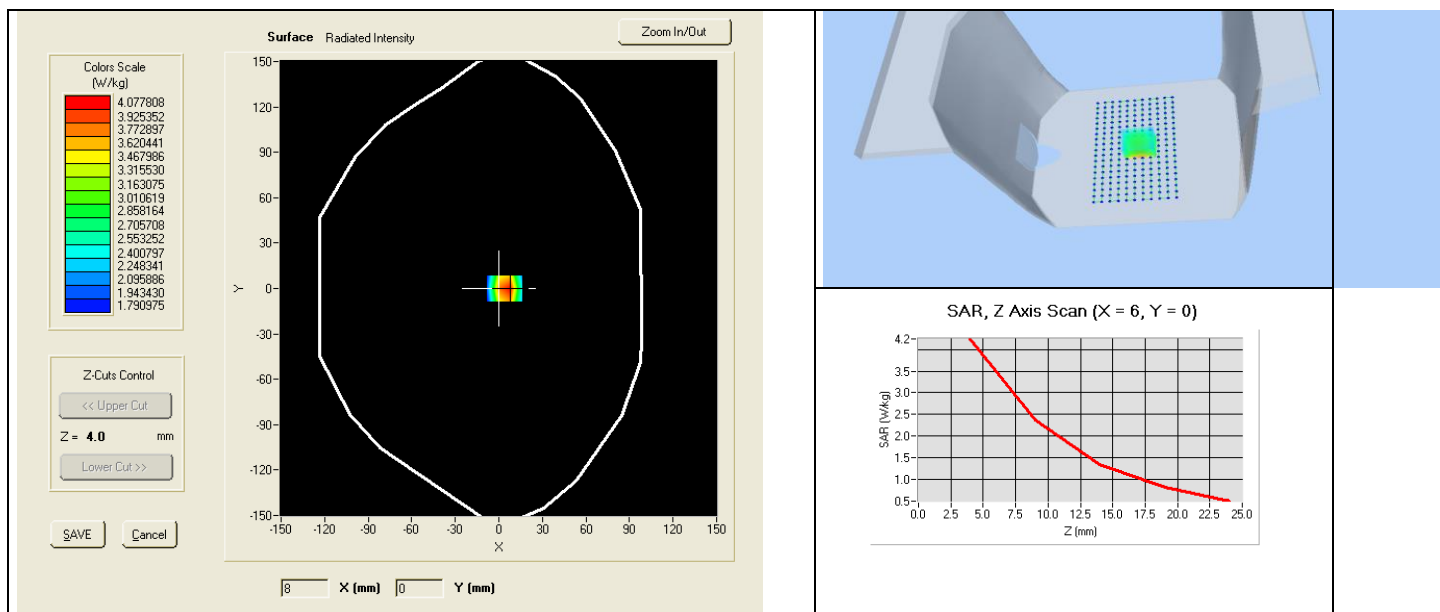 Surface Radiated Intensity
Zoom In/Out
Colors Scale
(W/kg)
4.077808
3.925352
3.772897
3.620441
3.467986
3.315530
3.163075
3.010619
2.858164
2.705708
2.553252
2.400797
2.248341
2.095886
1.943430
1.790975
Z-Cuts Control
<< Upper Cut
Z = 4.0 mm
Lower Cut >>
SAVE Cancel
150
120
90
60
30
Y 0
-30
-60
-90
-120
-150
-150 -120 -90 -60 -30 0 30 60 90 120 150
X
8 X (mm) 0 Y (mm)
SAR, Z Axis Scan (X = 6, Y = 0)
4.2
3.5
3.0
2.5
2.0
1.5
1.0
0.5
SAR (W/kg)
0.0 2.5 5.0 7.5 10.0 12.5 15.0 17.5 20.0 22.5 25.0
Z (mm)